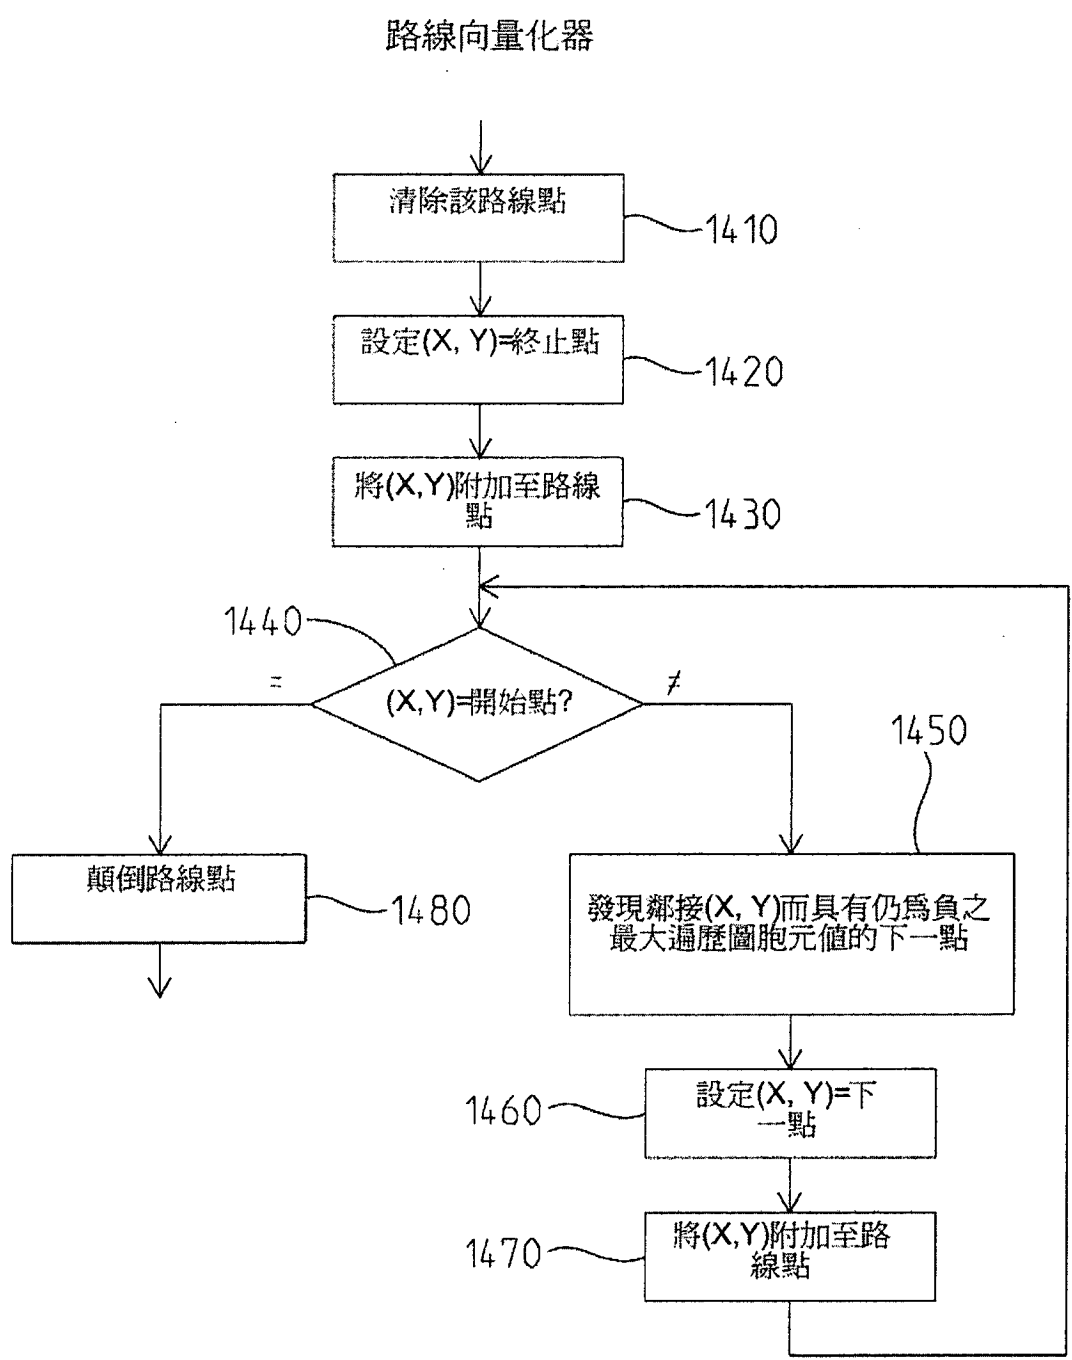 路線向量化器
清除該路線點
1410
設定(X, Y)=終止點
1420
將(X,Y)附加至路線
點
1430
1440
=
(X,Y)=開始點?
≠
1450
顛倒路線點
1480
發現鄰接(X, Y)而具有仍爲負之
最大遍歷圖胞元値的下一點
設定(X, Y)=下
一點
1460
將(X,Y)附加至路
線點
1470